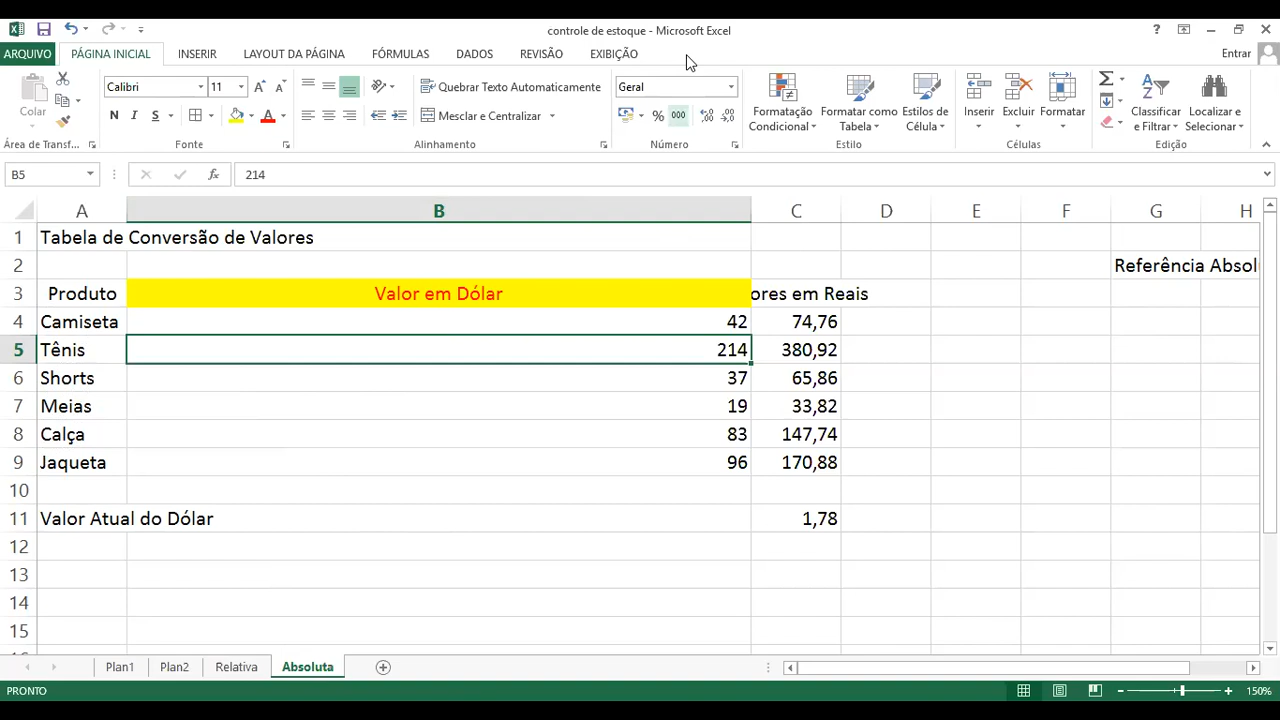 controle de estoque - Microsoft Excel
ARQUIVO PÁGINA INICIAL INSERIR LAYOUT DA PÁGINA FÓRMULAS DADOS REVISÃO EXIBIÇÃO Entrar
Colar
Calibri 11
N I S A
Quebrar Texto Automaticamente
Mesclar e Centralizar
Geral
% 000
Formatação Condicional
Formatar como Tabela
Estilos de Célula
Inserir
Excluir
Formatar
Classificar e Filtrar
Localizar e Selecionar
Área de Transf... Fonte Alinhamento Número Estilo Células Edição
B5 fx 214
A B C D E F G H
1 Tabela de Conversão de Valores
2 Referência Absol
3 Produto Valor em Dólar ores em Reais
4 Camiseta 42 74,76
5 Tênis 214 380,92
6 Shorts 37 65,86
7 Meias 19 33,82
8 Calça 83 147,74
9 Jaqueta 96 170,88
10
11 Valor Atual do Dólar 1,78
12
13
14
15
Plan1 Plan2 Relativa Absoluta
PRONTO 150%